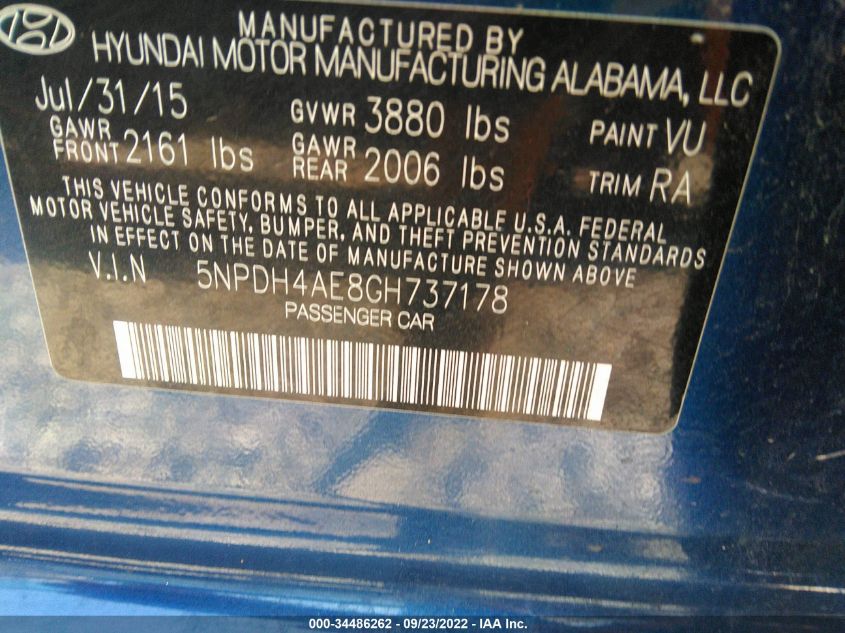 MANUFACTURED BY
HYUNDAI MOTOR MANUFACTURING ALABAMA, LLC
Jul/31/15 GVWR 3880 lbs PAINT VU
GAWR FRONT 2161 lbs GAWR REAR 2006 lbs TRIM RA
THIS VEHICLE CONFORMS TO ALL APPLICABLE U.S.A. FEDERAL
MOTOR VEHICLE SAFETY, BUMPER, AND THEFT PREVENTION STANDARDS
IN EFFECT ON THE DATE OF MANUFACTURE SHOWN ABOVE
V.I.N 5NPDH4AE8GH737178
PASSENGER CAR
000-34486262 - 09/23/2022 - IAA Inc.